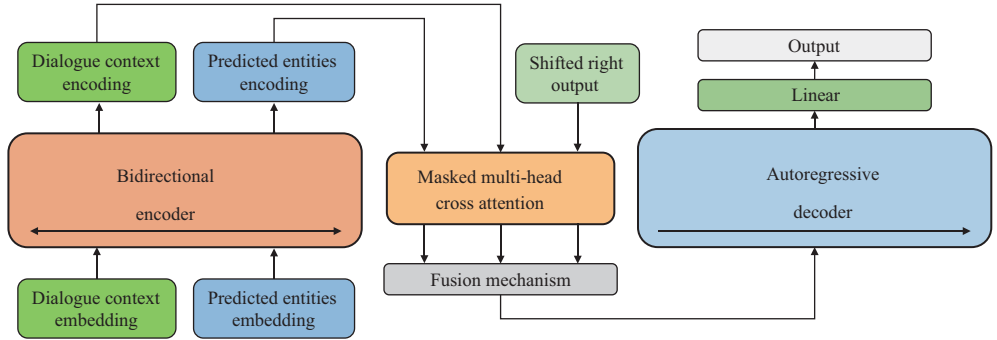 Dialogue context
encoding
Predicted entities
encoding
Bidirectional
encoder
Dialogue context
embedding
Predicted entities
embedding
Shifted right
output
Masked multi-head
cross attention
Fusion mechanism
Output
Linear
Autoregressive
decoder